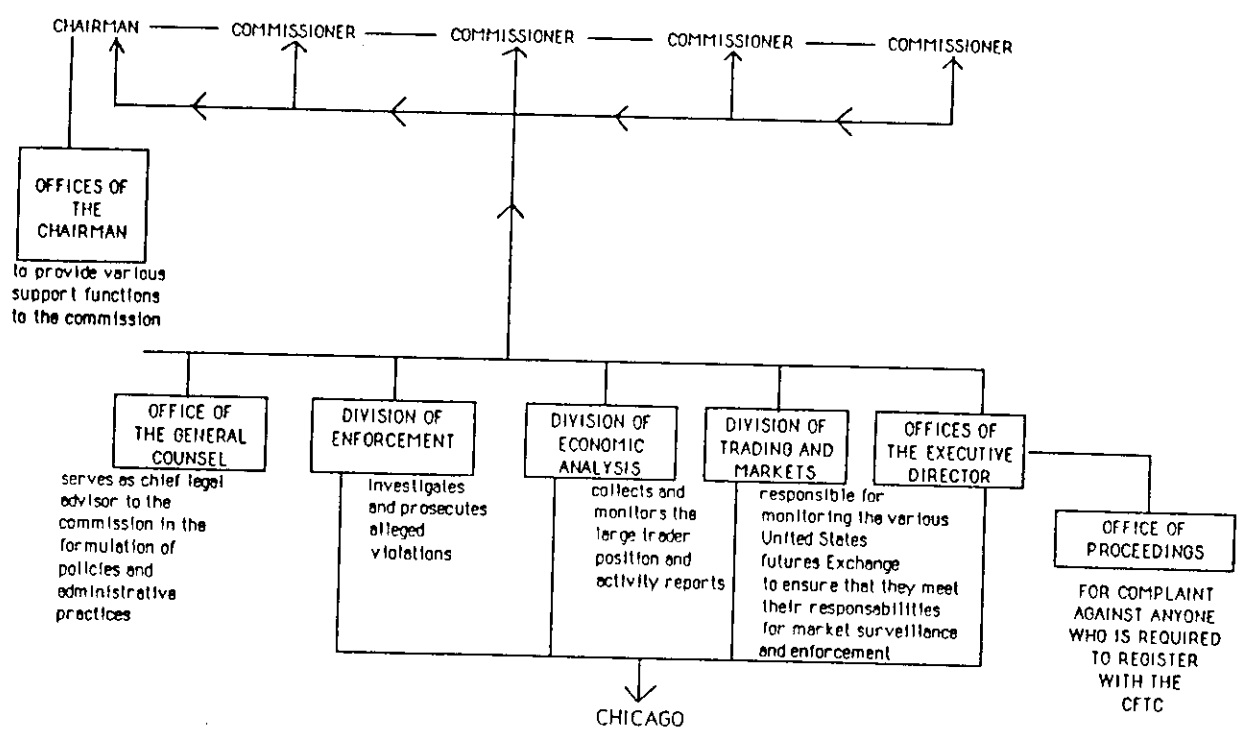 CHAIRMAN COMMISSIONER COMMISSIONER COMMISSIONER COMMISSIONER
OFFICES OF
THE
CHAIRMAN
to provide various
support functions
to the commission
OFFICE OF
THE GENERAL
COUNSEL
serves as chief legal
advisor to the
commission in the
formulation of
policies and
administrative
practices
DIVISION OF
ENFORCEMENT
investigates
and prosecutes
alleged
violations
DIVISION OF
ECONOMIC
ANALYSIS
collects and
monitors the
large trader
position and
activity reports
DIVISION OF
TRADING AND
MARKETS
responsible for
monitoring the various
United States
futures Exchange
to ensure that they meet
their responsabilities
for market surveillance
and enforcement
OFFICES OF
THE EXECUTIVE
DIRECTOR
OFFICE OF
PROCEEDINGS
FOR COMPLAINT
AGAINST ANYONE
WHO IS REQUIRED
TO REGISTER
WITH THE
CFTC
CHICAGO